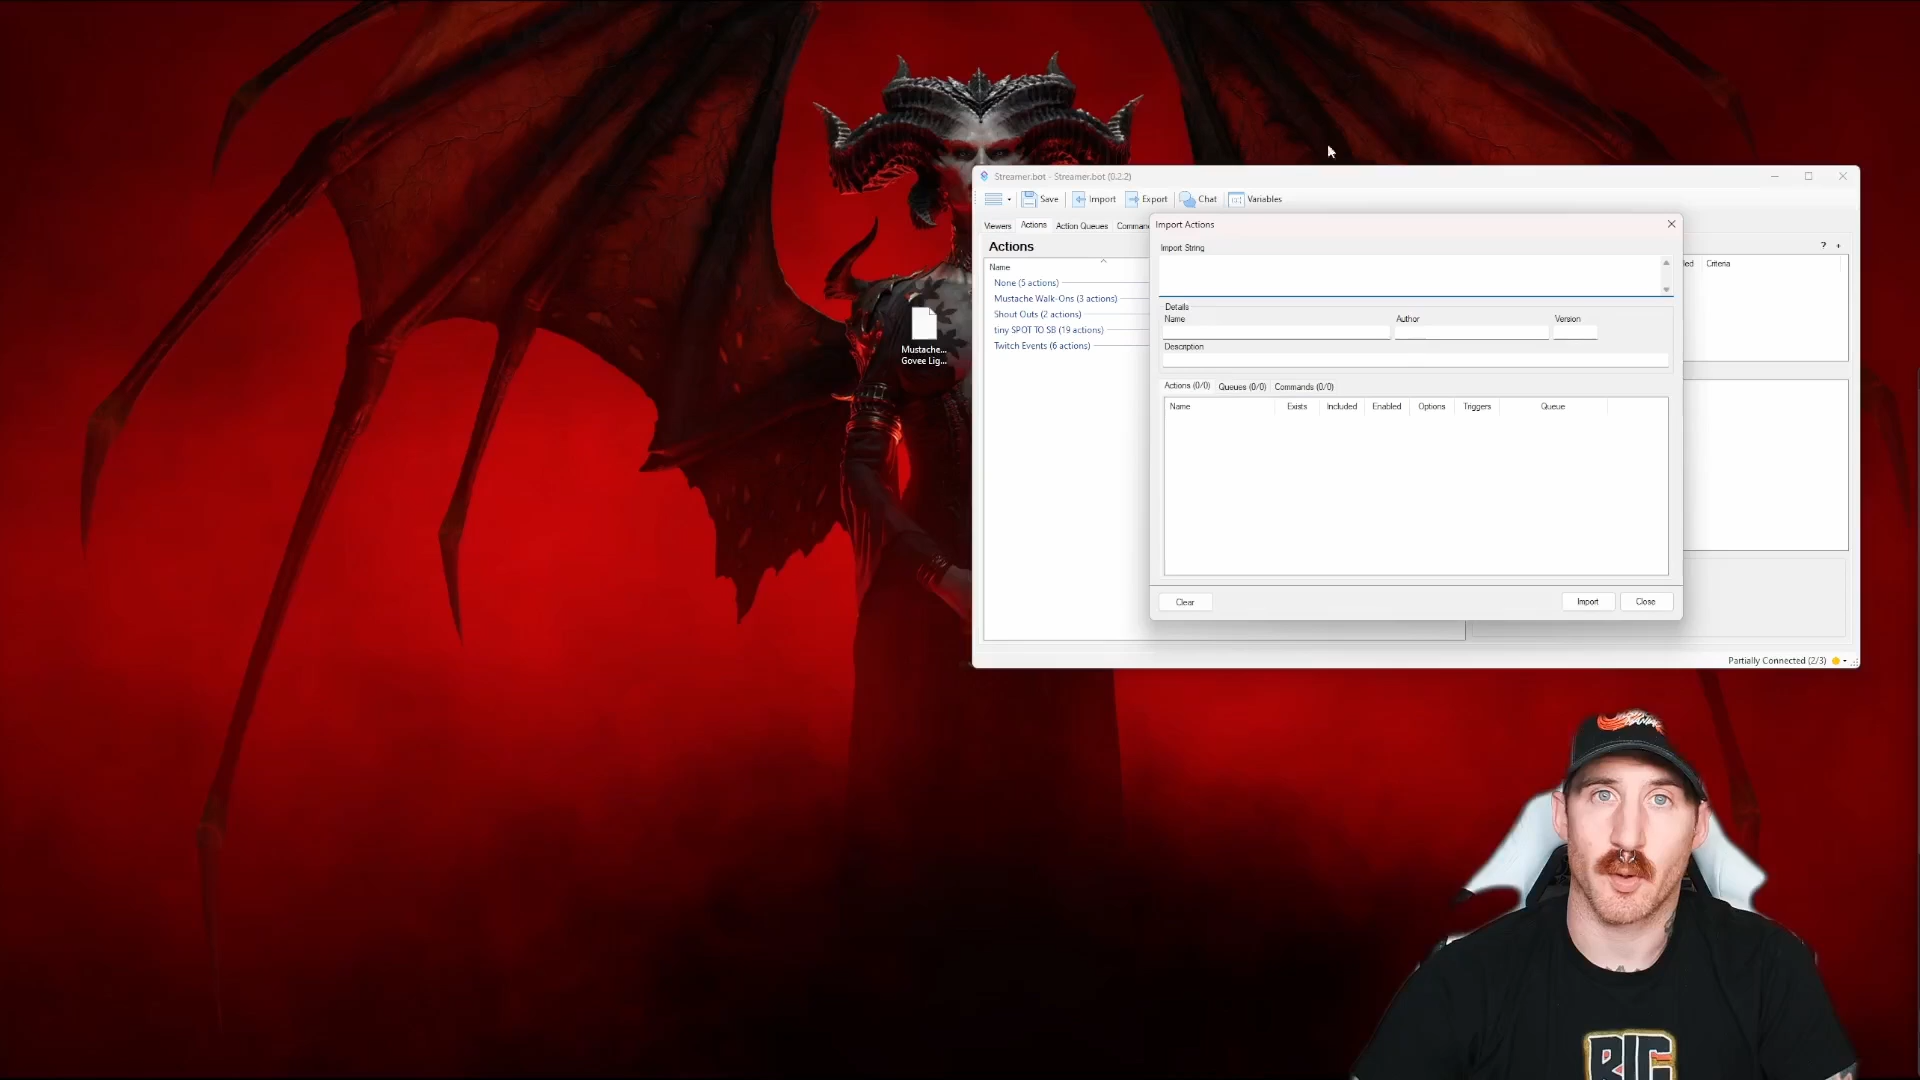 Streamer.bot - Streamer.bot (0.2.2)
Save
Import
Export
Chat
Variables
Viewers
Actions
Action Queues
Comman
Actions
Name
None (5 actions)
Mustache Walk-Ons (3 actions)
Shout Outs (2 actions)
tiny SPOT TO SB (19 actions)
Twitch Events (6 actions)
Mustache...
Govee Lig...
Import Actions
Import String
Details
Name
Author
Version
Description
Actions (0/0)
Queues (0/0)
Commands (0/0)
Name
Exists
Included
Enabled
Options
Triggers
Queue
Clear
Import
Close
? +
led
Criteria
Partially Connected (2/3)
BIG